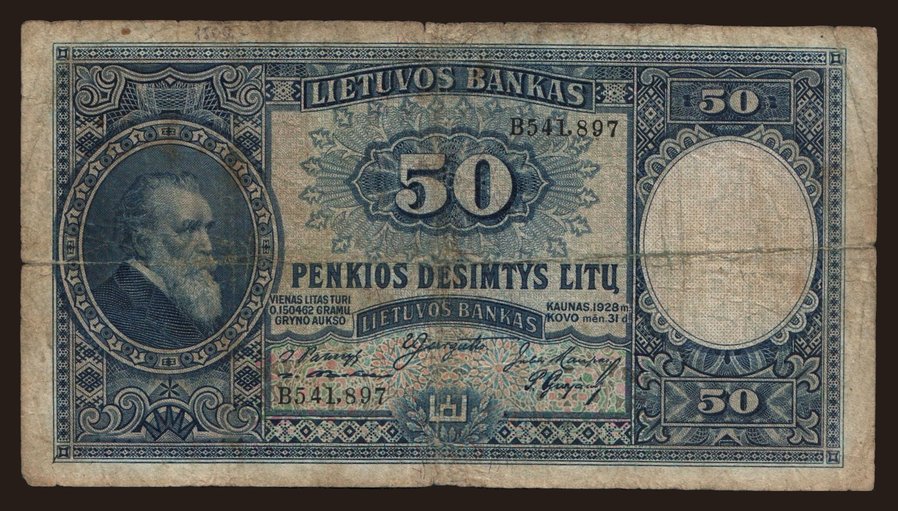 LIETUVOS BANKAS
50
B541,897
50
PENKIOS DEŠIMTYS LITŲ
VIENAS LITAS TURI
0.150462 GRAMŲ
GRYNO AUKSO
LIETUVOS BANKAS
KAUNAS, 1928 m.
KOVO mėn. 31 d.
B541,897
50